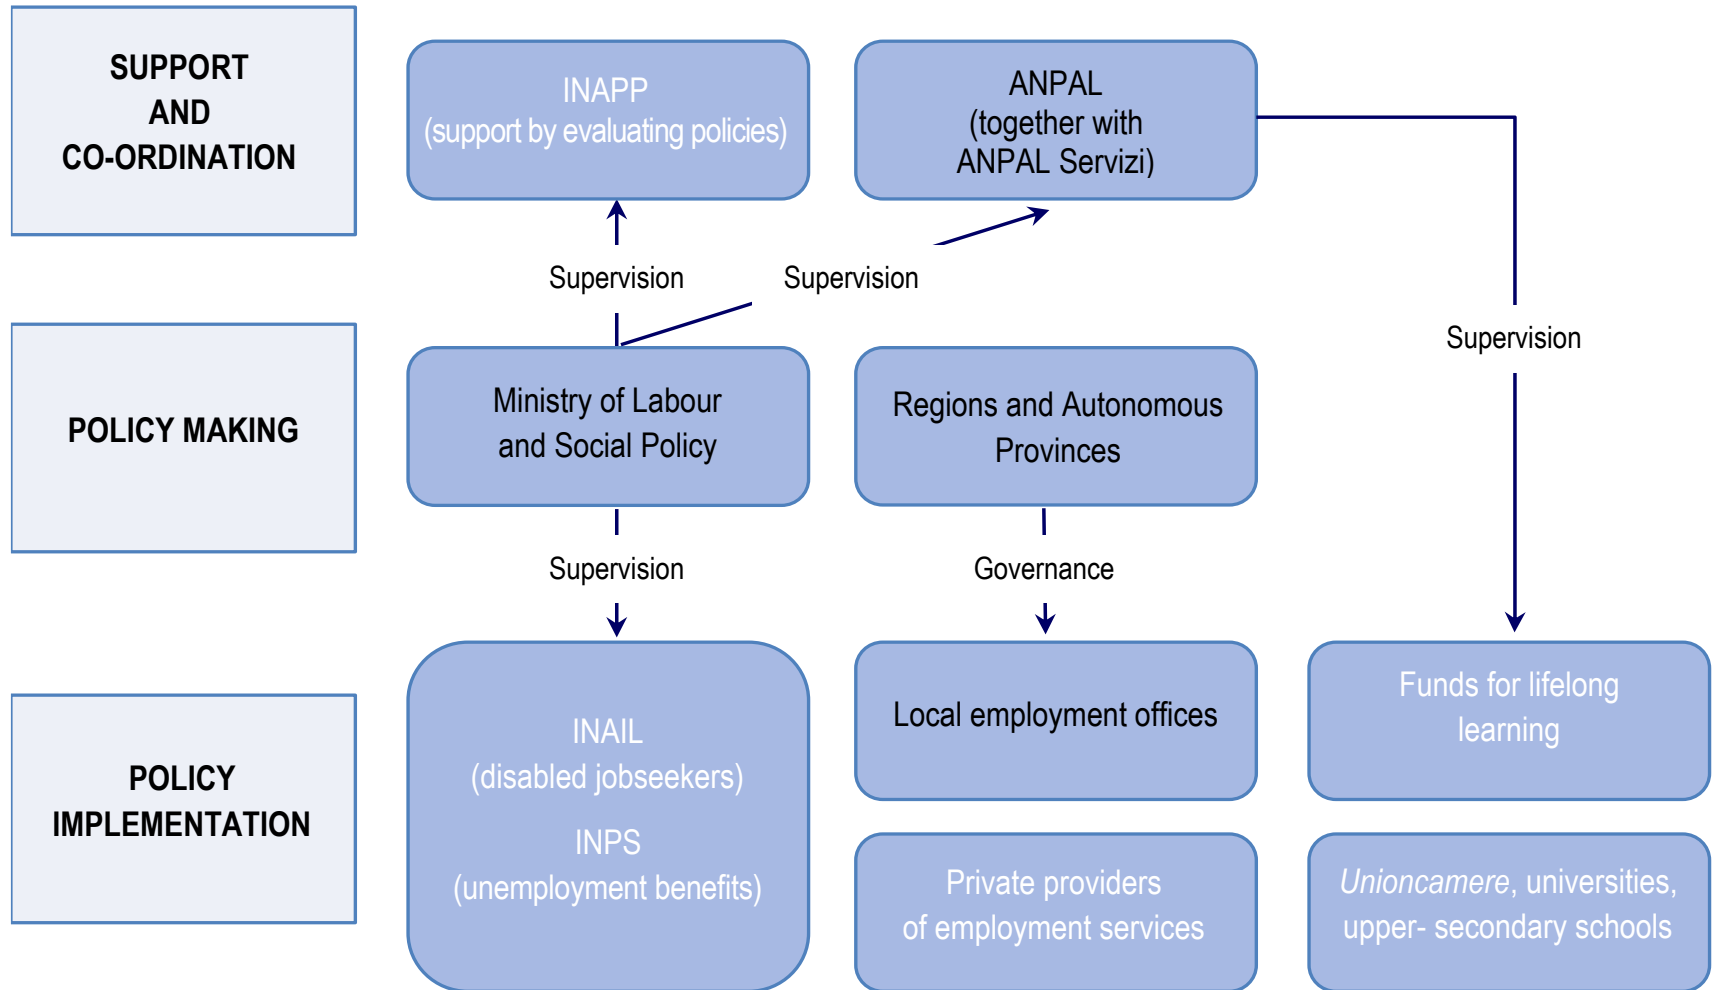 SUPPORT
AND
CO-ORDINATION
INAPP
(support by evaluating policies)
ANPAL
(together with
ANPAL Servizi)
Supervision
Supervision
Supervision
POLICY MAKING
Ministry of Labour
and Social Policy
Regions and Autonomous
Provinces
Supervision
Governance
POLICY
IMPLEMENTATION
INAIL
(disabled jobseekers)
INPS
(unemployment benefits)
Local employment offices
Funds for lifelong
learning
Private providers
of employment services
Unioncamere, universities,
upper- secondary schools